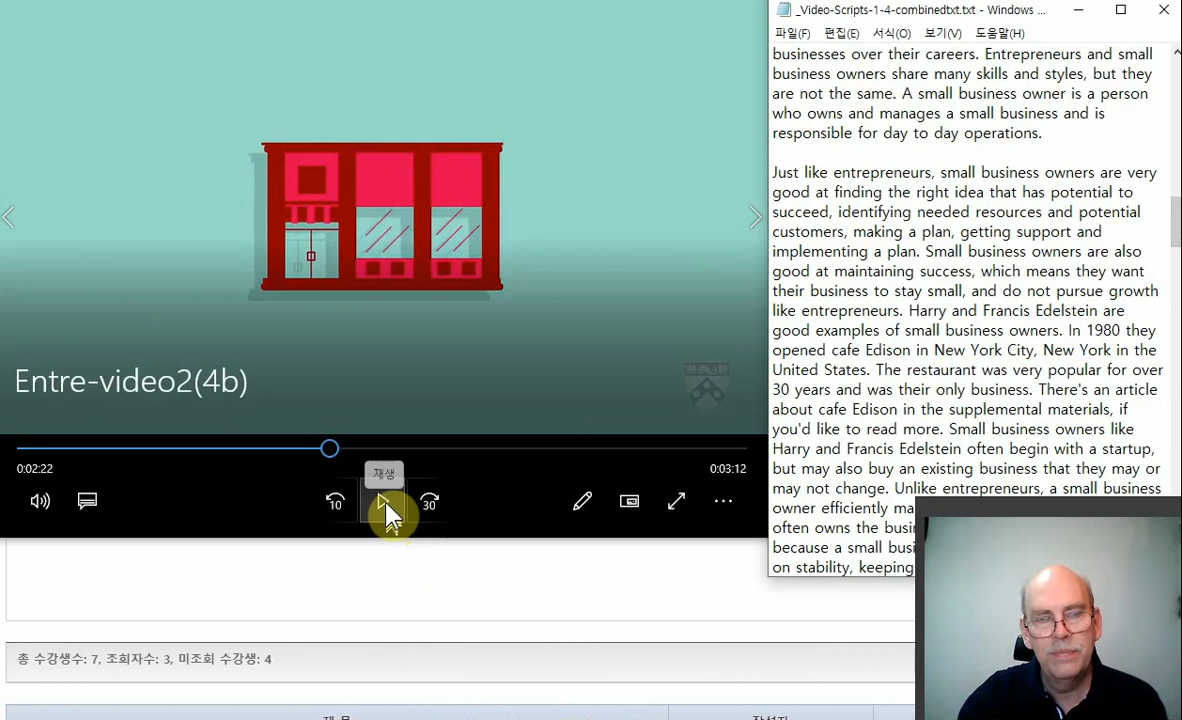 _Video-Scripts-1-4-combinedtxt.txt - Windows ...
파일(F) 편집(E) 서식(O) 보기(V) 도움말(H)
businesses over their careers. Entrepreneurs and small
business owners share many skills and styles, but they
are not the same. A small business owner is a person
who owns and manages a small business and is
responsible for day to day operations.
Just like entrepreneurs, small business owners are very
good at finding the right idea that has potential to
succeed, identifying needed resources and potential
customers, making a plan, getting support and
implementing a plan. Small business owners are also
good at maintaining success, which means they want
their business to stay small, and do not pursue growth
like entrepreneurs. Harry and Francis Edelstein are
good examples of small business owners. In 1980 they
opened cafe Edison in New York City, New York in the
United States. The restaurant was very popular for over
30 years and was their only business. There's an article
about cafe Edison in the supplemental materials, if
you'd like to read more. Small business owners like
Harry and Francis Edelstein often begin with a startup,
but may also buy an existing business that they may or
may not change. Unlike entrepreneurs, a small business
owner efficiently ma
often owns the busi
because a small busi
on stability, keeping
Entre-video2(4b)
0:02:22
0:03:12
재생
10
30
총 수강생수: 7, 조회자수: 3, 미조회 수강생: 4
제 목
작성자